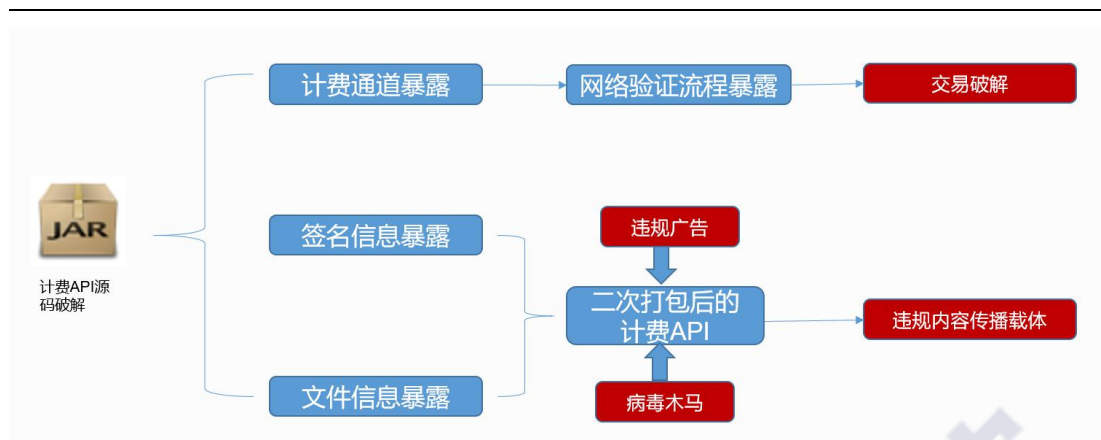 计费通道暴露
网络验证流程暴露
交易破解
JAR
计费API源
码破解
签名信息暴露
违规广告
二次打包后的
计费API
违规内容传播载体
文件信息暴露
病毒木马